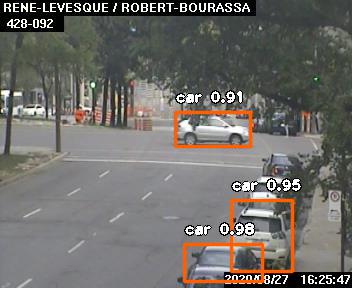 RENE-LEVESQUE / ROBERT-BOURASSA
428-092
car 0.91
car 0.95
car 0.98
2020/08/27 16:25:47